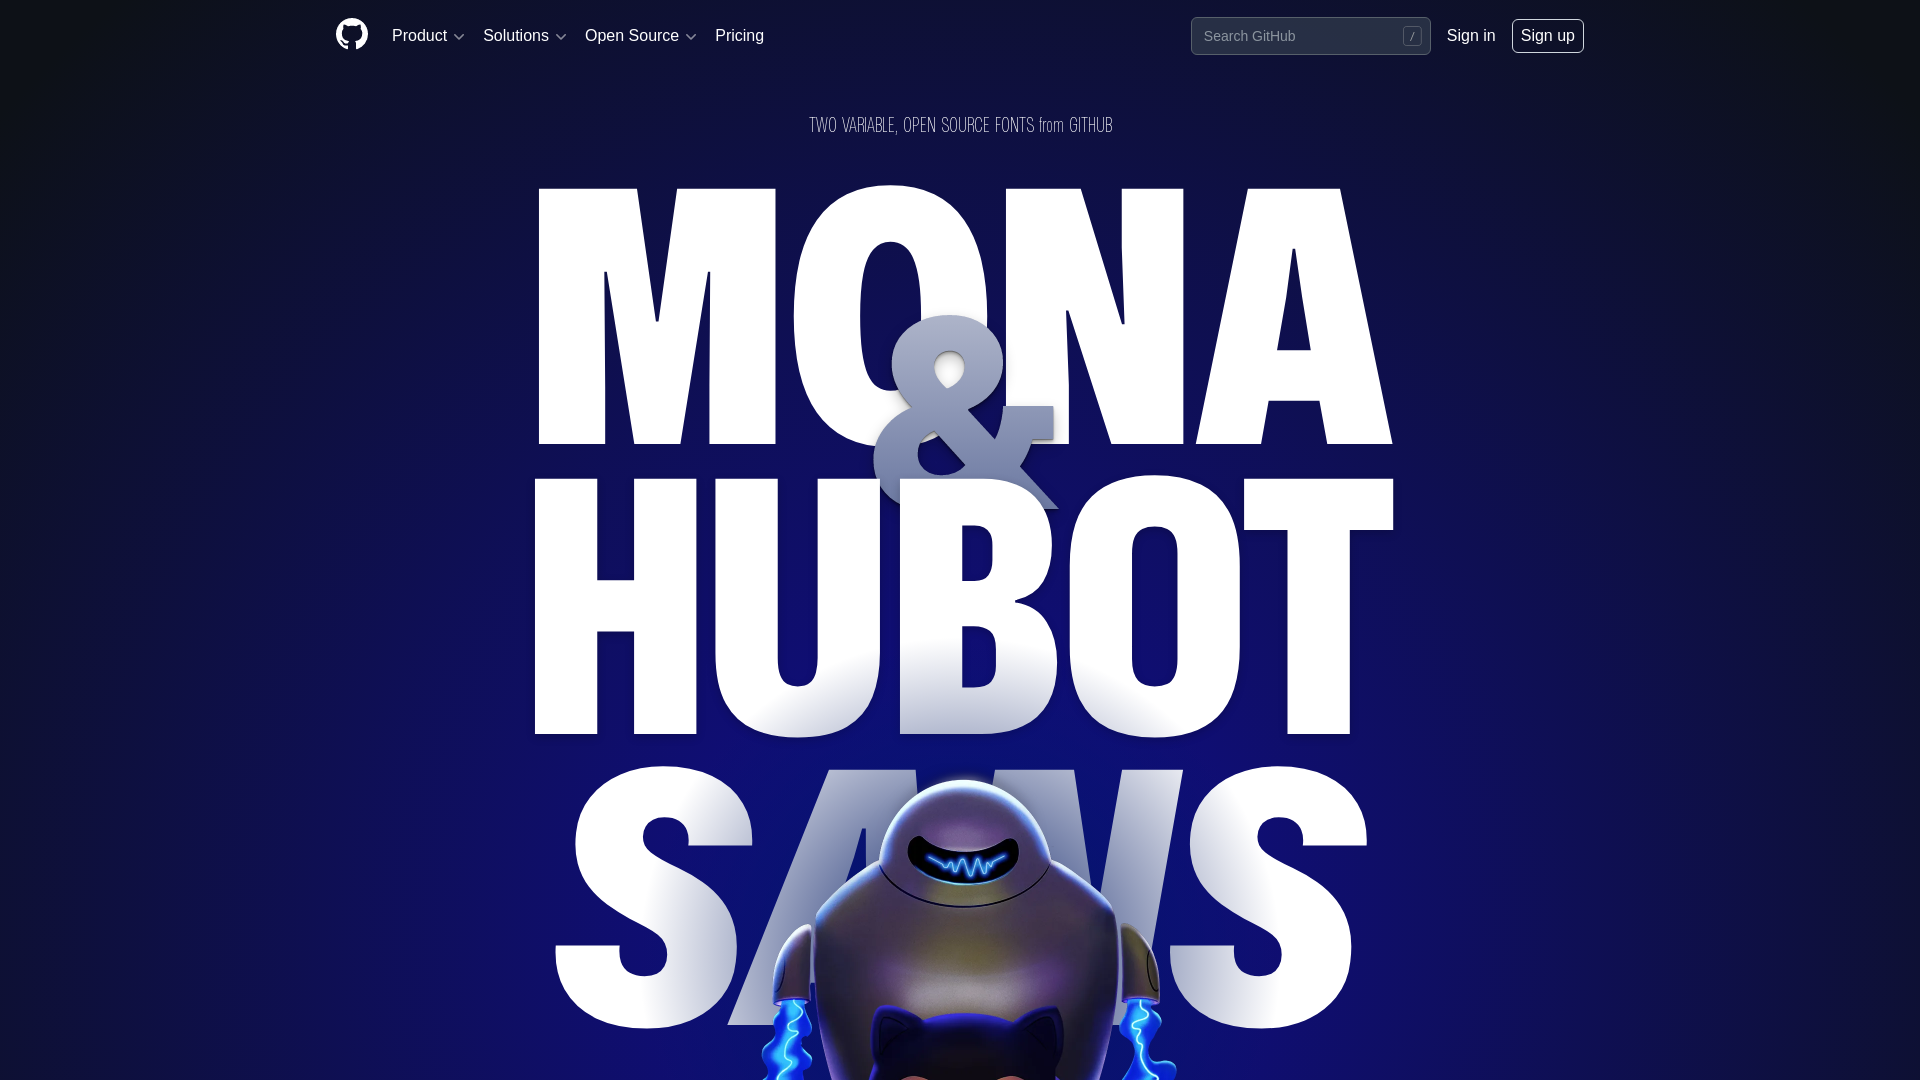 Product
Solutions
Open Source
Pricing
Search GitHub
/
Sign in
Sign up
TWO VARIABLE, OPEN SOURCE FONTS from GITHUB
MONA
&
HUBOT
SANS